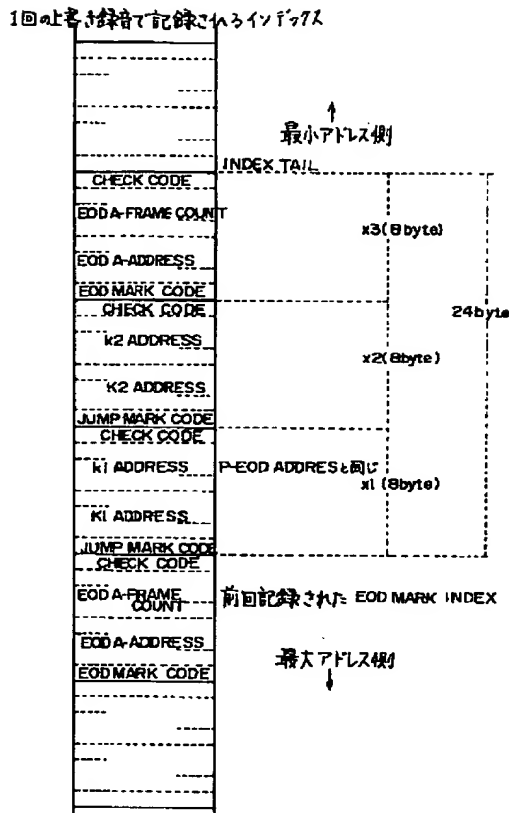 1回の上書き録音で記録されるインデックス
↑
最小アドレス側
INDEX TAIL
CHECK CODE
EOD A-FRAME COUNT
x3(8byte)
EOD A-ADDRESS
EOD MARK CODE
CHECK CODE
24byte
k2 ADDRESS
x2(8byte)
K2 ADDRESS
JUMP MARK CODE
CHECK CODE
k1 ADDRESS P-EOD ADDRESと同じ
x1(8byte)
K1 ADDRESS
JUMP MARK CODE
CHECK CODE
EOD A-FRAME
COUNT
前回記録された EOD MARK INDEX
EOD A-ADDRESS
最大アドレス側
EOD MARK CODE
↓